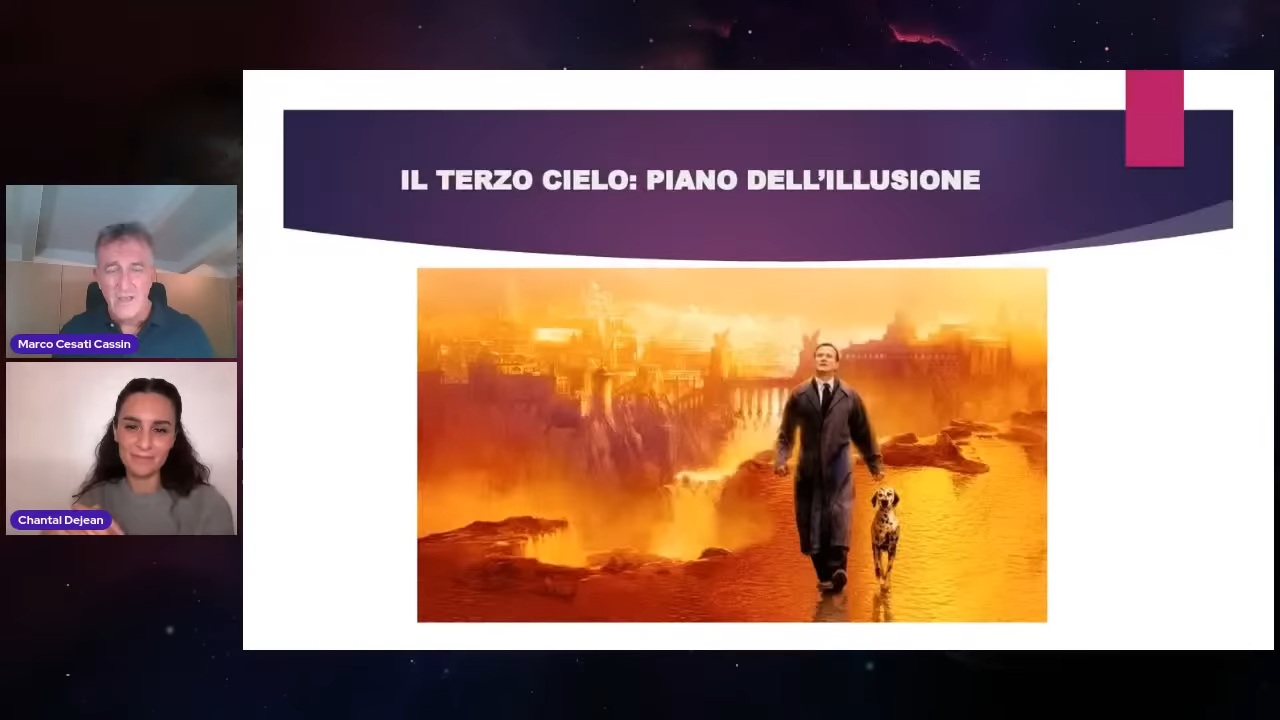 IL TERZO CIELO: PIANO DELL’ILLUSIONE
Marco Cesati Cassin
Chantal Dejean